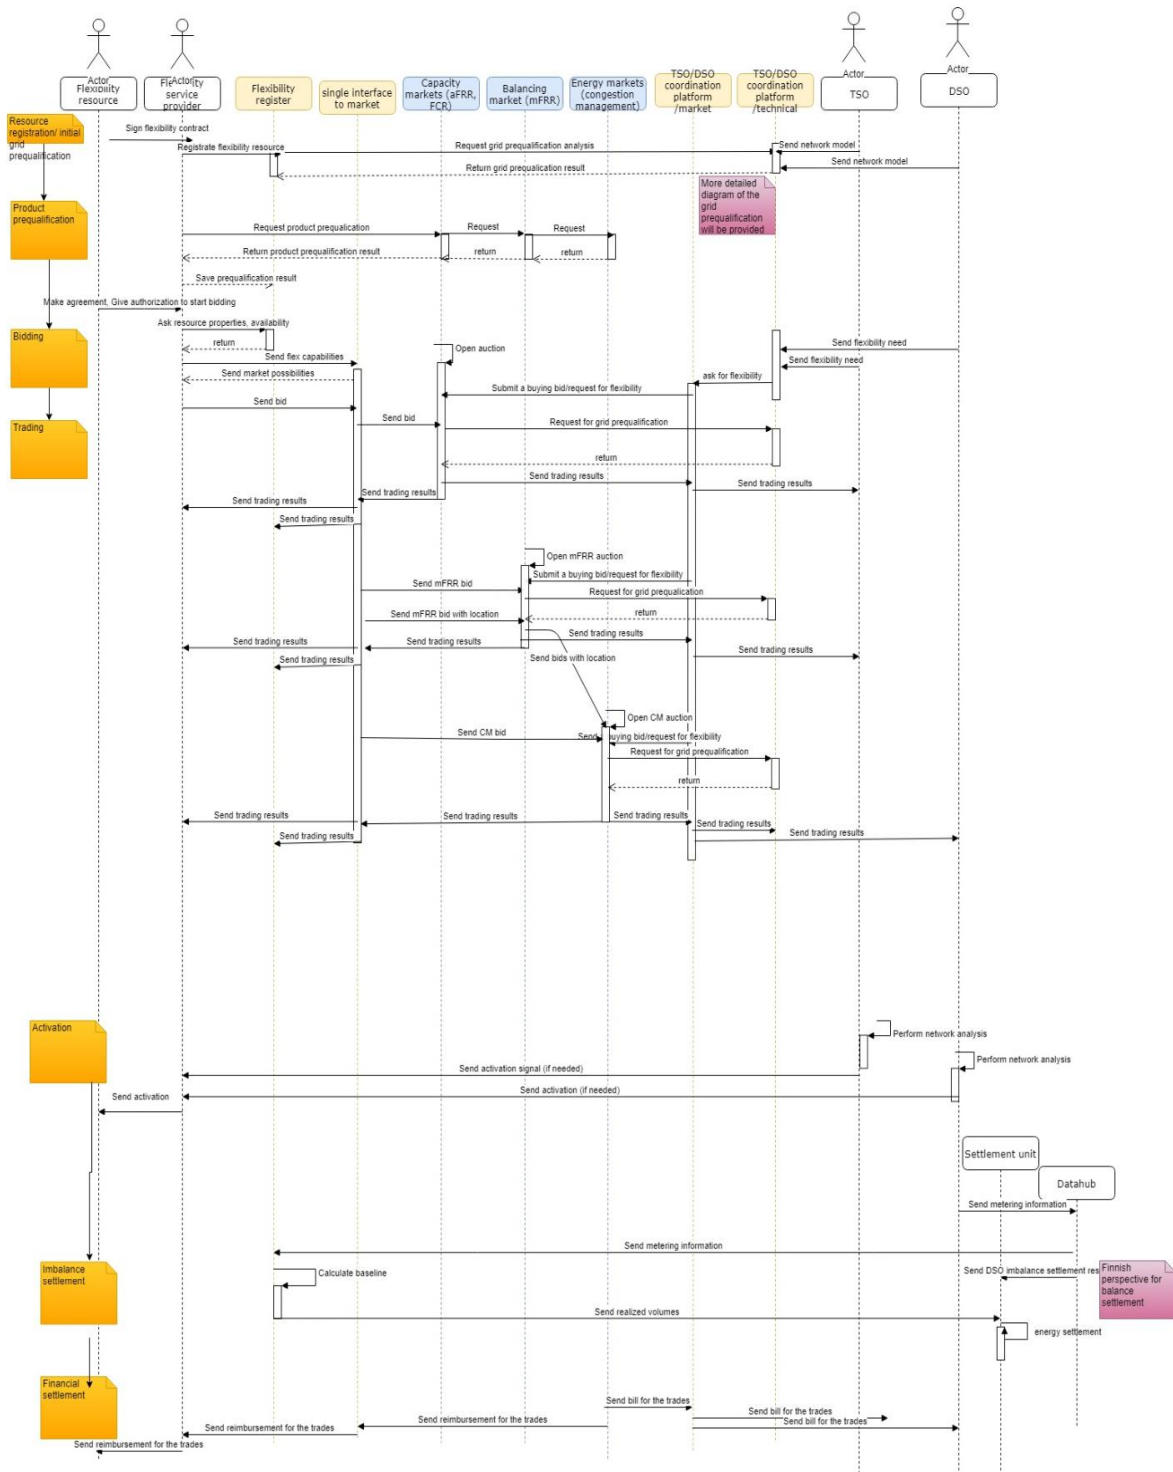 Actor
Flexibility
resource
Actor
Flexibility
service
provider
Flexibility
register
single interface
to market
Capacity
markets (aFRR,
FCR)
Balancing
market (mFRR)
Energy markets
(congestion
management)
TSO/DSO
coordination
platform
/market
TSO/DSO
coordination
platform
/technical
Actor
TSO
Actor
DSO
Resource
registration/ initial
grid
prequalification
Sign flexibility contract
Registrate flexibility resource
Request grid prequalification analysis
Send network model
Send network model
Return grid prequalification result
More detailed
diagram of the
grid
prequalification
will be provided
Product
prequalification
Request product prequalication
Request
Request
Return product prequalification result
return
return
Save prequalification result
Make agreement, Give authorization to start bidding
Ask resource properties, availability
Bidding
return
Open auction
Send flexibility need
Send flex capabilities
Send flexibility need
Send market possibilities
ask for flexibility
Submit a buying bid/request for flexibility
Send bid
Trading
Send bid
Request for grid prequalification
return
Send trading results
Send trading results
Send trading results
Send trading results
Send trading results
Open mFRR auction
Submit a buying bid/request for flexibility
Send mFRR bid
Request for grid prequalication
Send mFRR bid with location
return
Send trading results
Send trading results
Send trading results
Send trading results
Send bids with location
Send trading results
Open CM auction
Send CM bid
buying bid/request for flexibility
Request for grid prequalification
return
Send trading results
Send trading results
Send trading results
Send trading results
Send trading results
Send trading results
Activation
Perform network analysis
Perform network analysis
Send activation signal (if needed)
Send activation (if needed)
Send activation
Settlement unit
Datahub
Send metering information
Send metering information
Imbalance
settlement
Calculate baseline
Send DSO imbalance settlement res
Finnish
perspective for
balance
settlement
Send realized volumes
energy settlement
Financial
settlement
Send bill for the trades
Send bill for the trades
Send reimbursement for the trades
Send bill for the trades
Send reimbursement for the trades
Send reimbursement for the trades